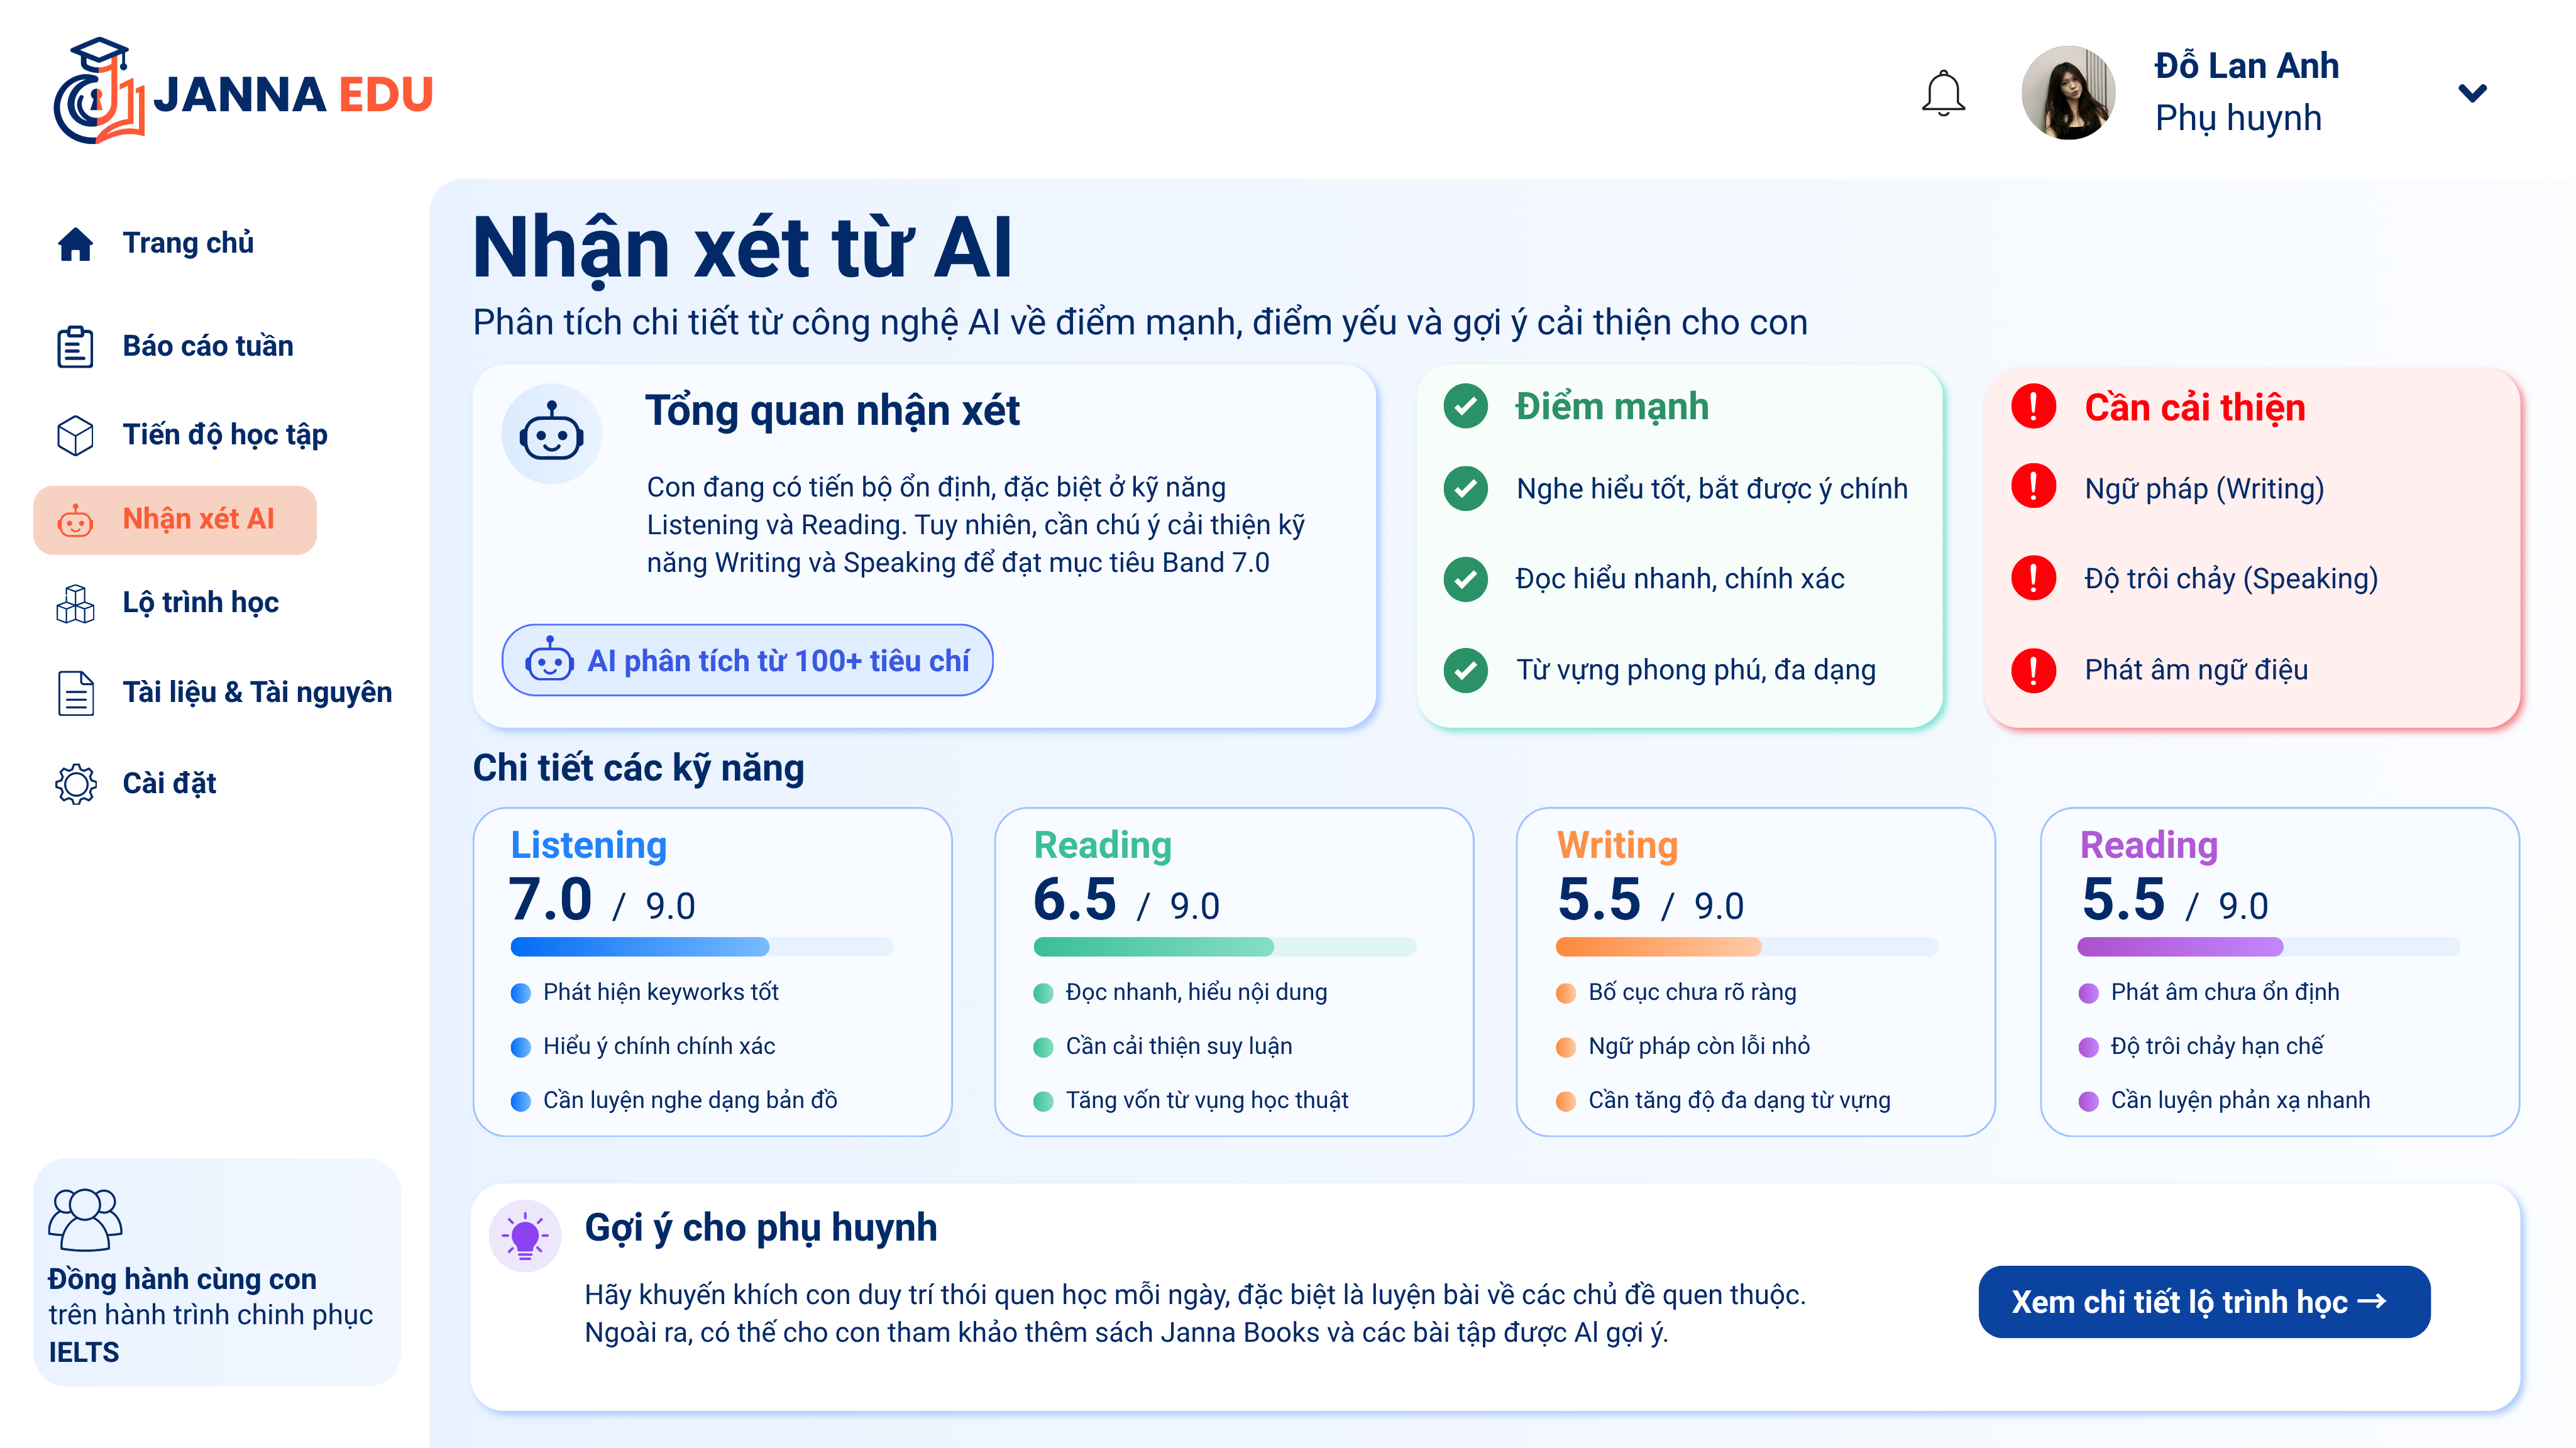 JANNA EDU
Đỗ Lan Anh
Phụ huynh
Trang chủ
Báo cáo tuần
Tiến độ học tập
Nhận xét AI
Lộ trình học
Tài liệu & Tài nguyên
Cài đặt
Đồng hành cùng con
trên hành trình chinh phục
IELTS
Nhận xét từ AI
Phân tích chi tiết từ công nghệ AI về điểm mạnh, điểm yếu và gợi ý cải thiện cho con
Tổng quan nhận xét
Con đang có tiến bộ ổn định, đặc biệt ở kỹ năng
Listening và Reading. Tuy nhiên, cần chú ý cải thiện kỹ
năng Writing và Speaking để đạt mục tiêu Band 7.0
AI phân tích từ 100+ tiêu chí
Điểm mạnh
Nghe hiểu tốt, bắt được ý chính
Đọc hiểu nhanh, chính xác
Từ vựng phong phú, đa dạng
Cần cải thiện
Ngữ pháp (Writing)
Độ trôi chảy (Speaking)
Phát âm ngữ điệu
Chi tiết các kỹ năng
Listening
7.0 / 9.0
Phát hiện keyworks tốt
Hiểu ý chính chính xác
Cần luyện nghe dạng bản đồ
Reading
6.5 / 9.0
Đọc nhanh, hiểu nội dung
Cần cải thiện suy luận
Tăng vốn từ vụng học thuật
Writing
5.5 / 9.0
Bố cục chưa rõ ràng
Ngữ pháp còn lỗi nhỏ
Cần tăng độ đa dạng từ vựng
Reading
5.5 / 9.0
Phát âm chưa ổn định
Độ trôi chảy hạn chế
Cần luyện phản xạ nhanh
Gợi ý cho phụ huynh
Hãy khuyến khích con duy trì thói quen học mỗi ngày, đặc biệt là luyện bài về các chủ đề quen thuộc.
Ngoài ra, có thế cho con tham khảo thêm sách Janna Books và các bài tập được Al gợi ý.
Xem chi tiết lộ trình học →